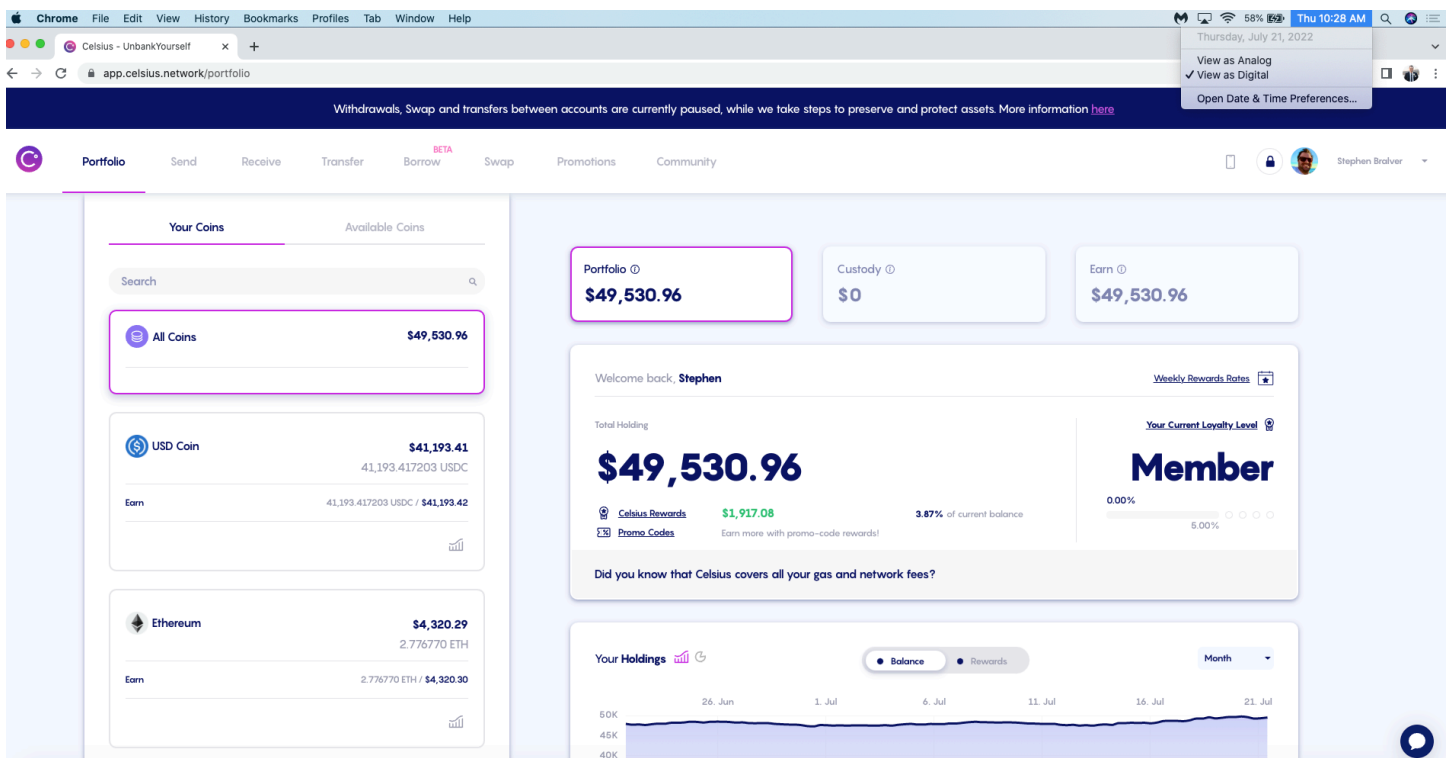 Chrome File Edit View History Bookmarks Profiles Tab Window Help 58% Thu 10:28 AM
Thursday, July 21, 2022
View as Analog
✓ View as Digital
Open Date & Time Preferences...
Celsius - UnbankYourself × +
app.celsius.network/portfolio
Withdrawals, Swap and transfers between accounts are currently paused, while we take steps to preserve and protect assets. More information here
Portfolio Send Receive Transfer Borrow BETA Swap Promotions Community Stephen Bralver
Your Coins Available Coins
Search
All Coins $49,530.96
USD Coin $41,193.41
41,193.417203 USDC
Earn 41,193.417203 USDC / $41,193.42
Ethereum $4,320.29
2.776770 ETH
Earn 2.776770 ETH / $4,320.30
Portfolio Custody Earn
$49,530.96 $0 $49,530.96
Welcome back, Stephen Weekly Rewards Rates
Total Holding Your Current Loyalty Level
$49,530.96 Member
0.00%
5.00%
Celsius Rewards $1,917.08 3.87% of current balance
Promo Codes Earn more with promo-code rewards!
Did you know that Celsius covers all your gas and network fees?
Your Holdings Balance Rewards Month
26. Jun 1. Jul 6. Jul 11. Jul 16. Jul 21. Jul
50K
45K
40K